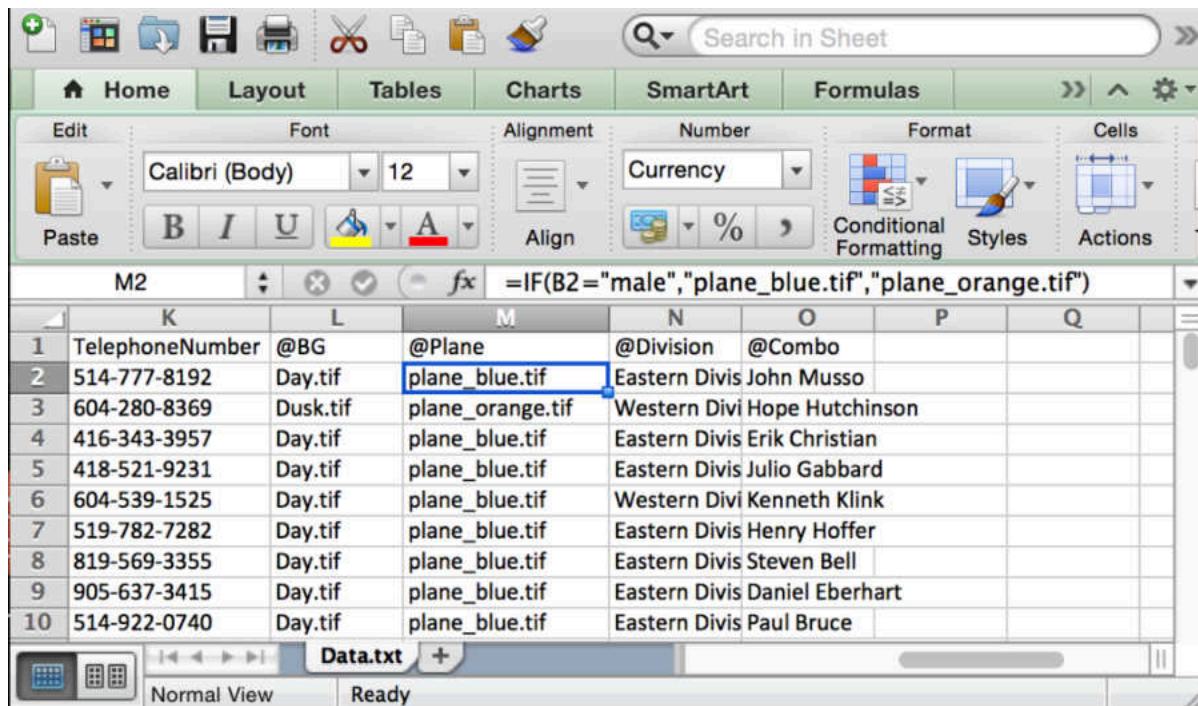 Search in Sheet
Home Layout Tables Charts SmartArt Formulas
Edit Font Alignment Number Format Cells
Calibri (Body) 12 Currency
Paste B I U A Align % Conditional Formatting Styles Actions
M2 fx =IF(B2="male","plane_blue.tif","plane_orange.tif")
K L M N O P Q
1 TelephoneNumber @BG @Plane @Division @Combo
2 514-777-8192 Day.tif plane_blue.tif Eastern Divis John Musso
3 604-280-8369 Dusk.tif plane_orange.tif Western Divi Hope Hutchinson
4 416-343-3957 Day.tif plane_blue.tif Eastern Divis Erik Christian
5 418-521-9231 Day.tif plane_blue.tif Eastern Divis Julio Gabbard
6 604-539-1525 Day.tif plane_blue.tif Western Divi Kenneth Klink
7 519-782-7282 Day.tif plane_blue.tif Eastern Divis Henry Hoffer
8 819-569-3355 Day.tif plane_blue.tif Eastern Divis Steven Bell
9 905-637-3415 Day.tif plane_blue.tif Eastern Divis Daniel Eberhart
10 514-922-0740 Day.tif plane_blue.tif Eastern Divis Paul Bruce
Data.txt +
Normal View Ready